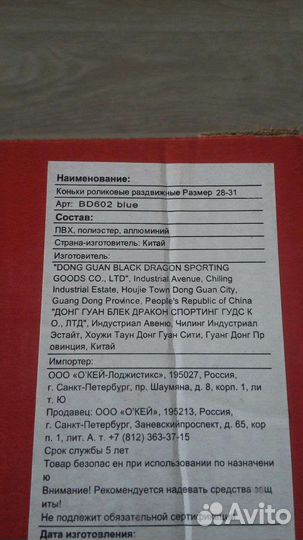 Наименование:
Коньки роликовые раздвижные Размер 28-31
Арт: BD602 blue
Состав:
ПВХ, полиэстер, аллюминий
Страна-изготовитель: Китай
Изготовитель:
"DONG GUAN BLACK DRAGON SPORTING
GOODS CO., LTD", Industrial Avenue, Chiling
Industrial Estate, Houjie Town Dong Guan City,
Guang Dong Province, People's Republic of China
"ДОНГ ГУАН БЛЕК ДРАКОН СПОРТИНГ ГУДС К
О., ЛТД", Индустриал Авеню, Чилинг Индустриал
Эстайт, Хоужи Таун Донг Гуан Сити, Гуанг Донг Пр
овинция, Китай
Импортер:
ООО «О'КЕЙ-Лоджистикс», 195027, Россия,
г. Санкт-Петербург, пр. Шаумяна, д. 8, корп. 1, ли
т. Ю
Продавец: ООО «О'КЕЙ», 195213, Россия,
г. Санкт-Петербург, Заневскийпроспект, д. 65, кор
п. 1, лит. А. т. +7 (812) 363-37-15
Срок службы 5 лет
Товар безопас ен при использовании по назначени
ю
Внимание! Рекомендуется надевать средства защ
иты!
Не подлежит обязательной сертификации
Дата изготовления:
Avito